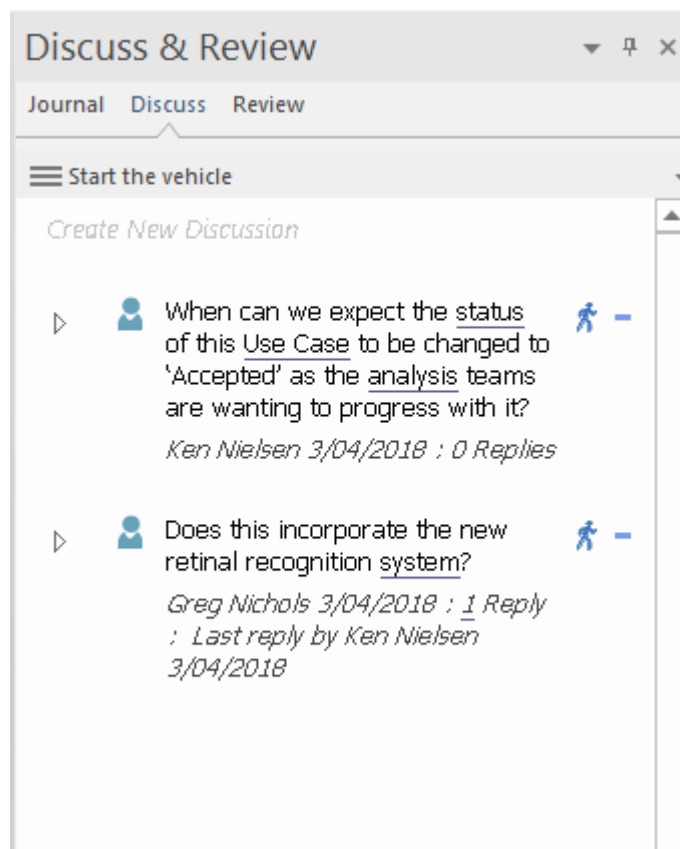 Discuss & Review
Journal Discuss Review
Start the vehicle
Create New Discussion
When can we expect the status
of this Use Case to be changed to
'Accepted' as the analysis teams
are wanting to progress with it?
Ken Nielsen 3/04/2018 : 0 Replies
Does this incorporate the new
retinal recognition system?
Greg Nichols 3/04/2018 : 1 Reply
: Last reply by Ken Nielsen
3/04/2018